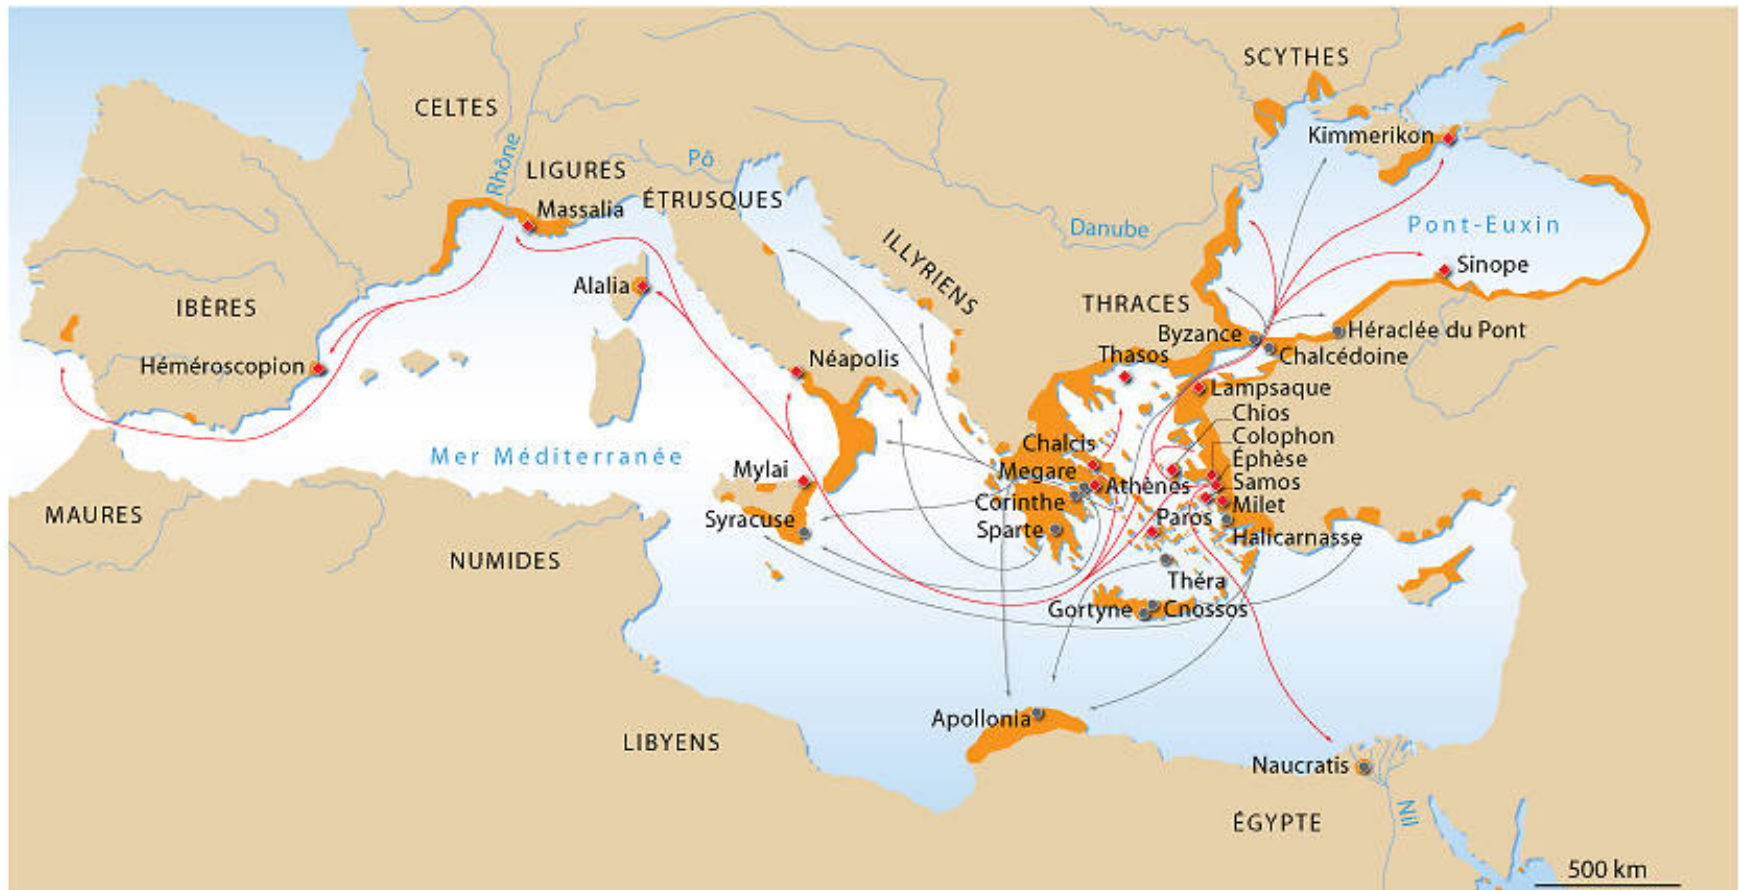 SCYTHES
CELTES
Kimmerikon
Rhône
Pô
LIGURES
ÉTRUSQUES
Massalia
Danube
Pont-Euxin
ILLYRIENS
Sinope
Alalia
IBÈRES
THRACES
Byzance
Héraclée du Pont
Thasos
Chalcédoine
Néapolis
Héméroscopion
Lampsaque
Chios
Colophon
Chalcis
Éphèse
Mer Méditerranée
Mylai
Megare
Athènes
Samos
Corinthe
Milet
MAURES
Syracuse
Sparte
Paros
Halicarnasse
NUMIDES
Théra
Gortyne
Cnossos
Apollonia
LIBYENS
Naucratis
ÉGYPTE
Nil
500 km